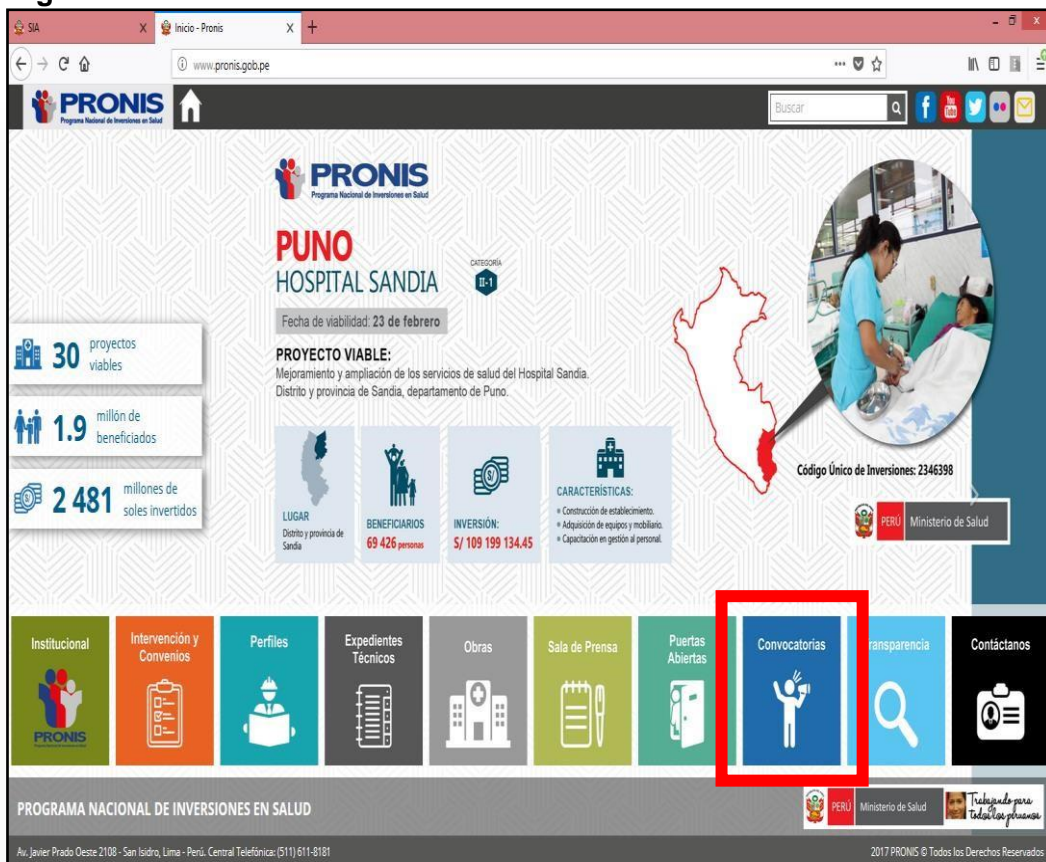 SIA
Inicio - Pronis
www.pronis.gob.pe
PRONIS
Programa Nacional de Inversiones en Salud
Buscar
You
Tube
PRONIS
Programa Nacional de Inversiones en Salud
PUNO
HOSPITAL SANDIA
CATEGORÍA
II-1
Fecha de viabilidad: 23 de febrero
PROYECTO VIABLE:
Mejoramiento y ampliación de los servicios de salud del Hospital Sandia.
Distrito y provincia de Sandia, departamento de Puno.
30 proyectos
viables
1.9 millón de
beneficiados
2 481 millones de
soles invertidos
LUGAR
Distrito y provincia de
Sandia
BENEFICIARIOS
69 426 personas
S/
INVERSIÓN:
S/ 109 199 134.45
CARACTERÍSTICAS:
Construcción de establecimiento.
Adquisición de equipos y mobiliario.
Capacitación en gestión al personal.
Código Único de Inversiones: 2346398
PERÚ Ministerio de Salud
Institucional
PRONIS
Intervención y
Convenios
Perfiles
Expedientes
Técnicos
Obras
Sala de Prensa
Puertas
Abiertas
Convocatorias
ransparencia
Contáctanos
PROGRAMA NACIONAL DE INVERSIONES EN SALUD
PERÚ Ministerio de Salud
Trabajando para
todos los peruanos
Av. Javier Prado Oeste 2108 - San Isidro, Lima - Perú. Central Telefónica: (511) 611-8181
2017 PRONIS © Todos los Derechos Reservados